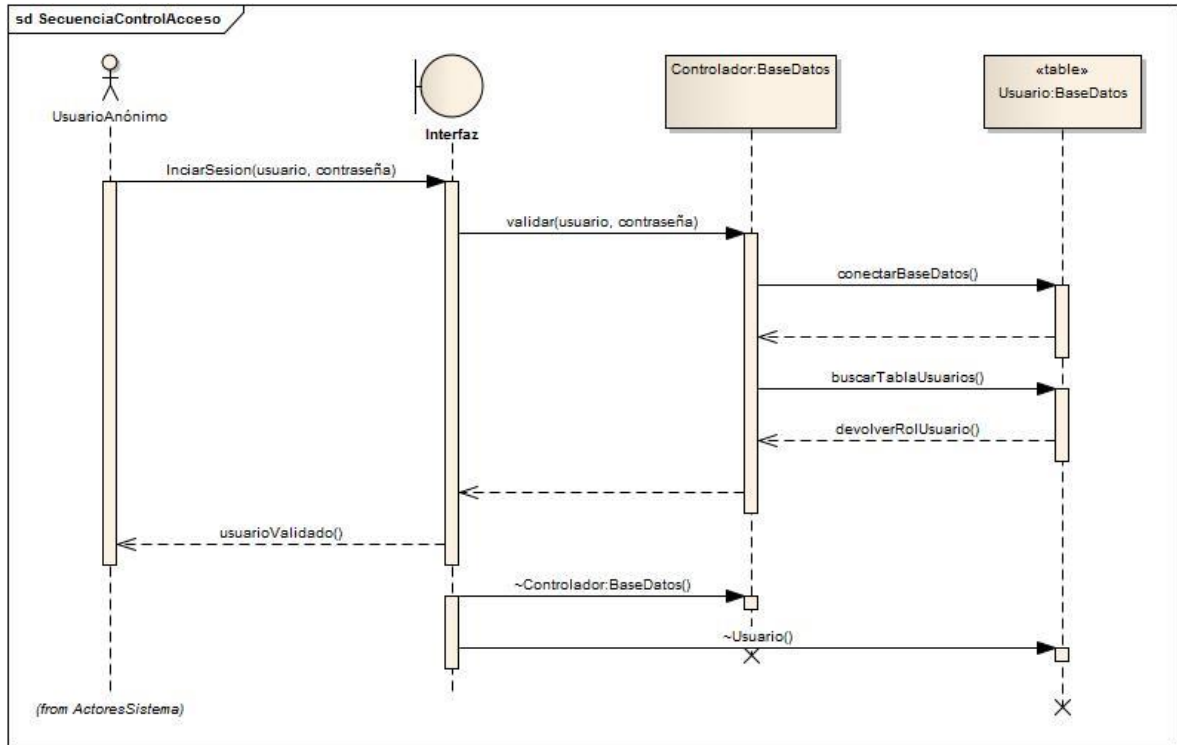 sd SecuenciaControlAcceso
UsuarioAnónimo
Interfaz
Controlador:BaseDatos
«table»
Usuario:BaseDatos
InciarSesion(usuario, contraseña)
validar(usuario, contraseña)
conectarBaseDatos()
buscarTablaUsuarios()
devolverRolUsuario()
usuarioValidado()
~Controlador:BaseDatos()
~Usuario()
(from ActoresSistema)